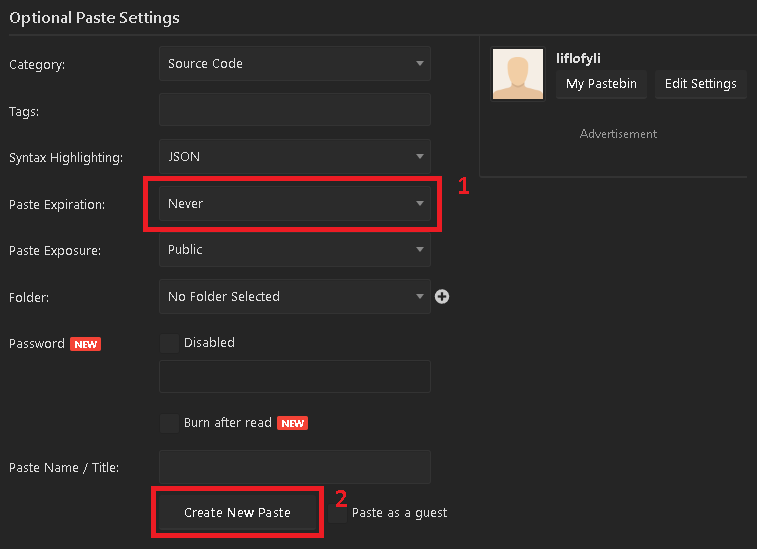 Optional Paste Settings
Category: Source Code
liflofyli
My Pastebin Edit Settings
Tags:
Advertisement
Syntax Highlighting: JSON
1
Paste Expiration: Never
Paste Exposure: Public
Folder: No Folder Selected
Password NEW Disabled
Burn after read NEW
Paste Name / Title:
2
Create New Paste Paste as a guest